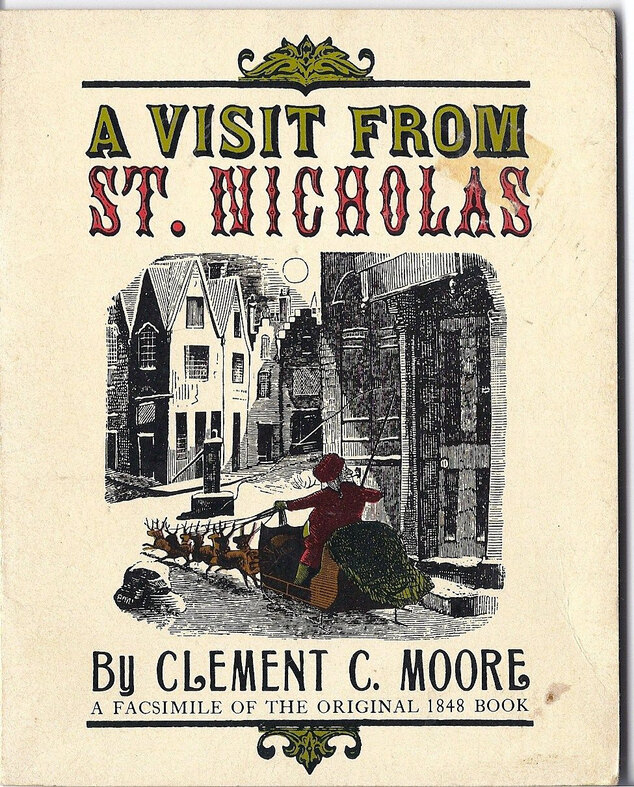 A VISIT FROM
ST. NICHOLAS
By CLEMENT C. MOORE
A FACSIMILE OF THE ORIGINAL 1848 BOOK